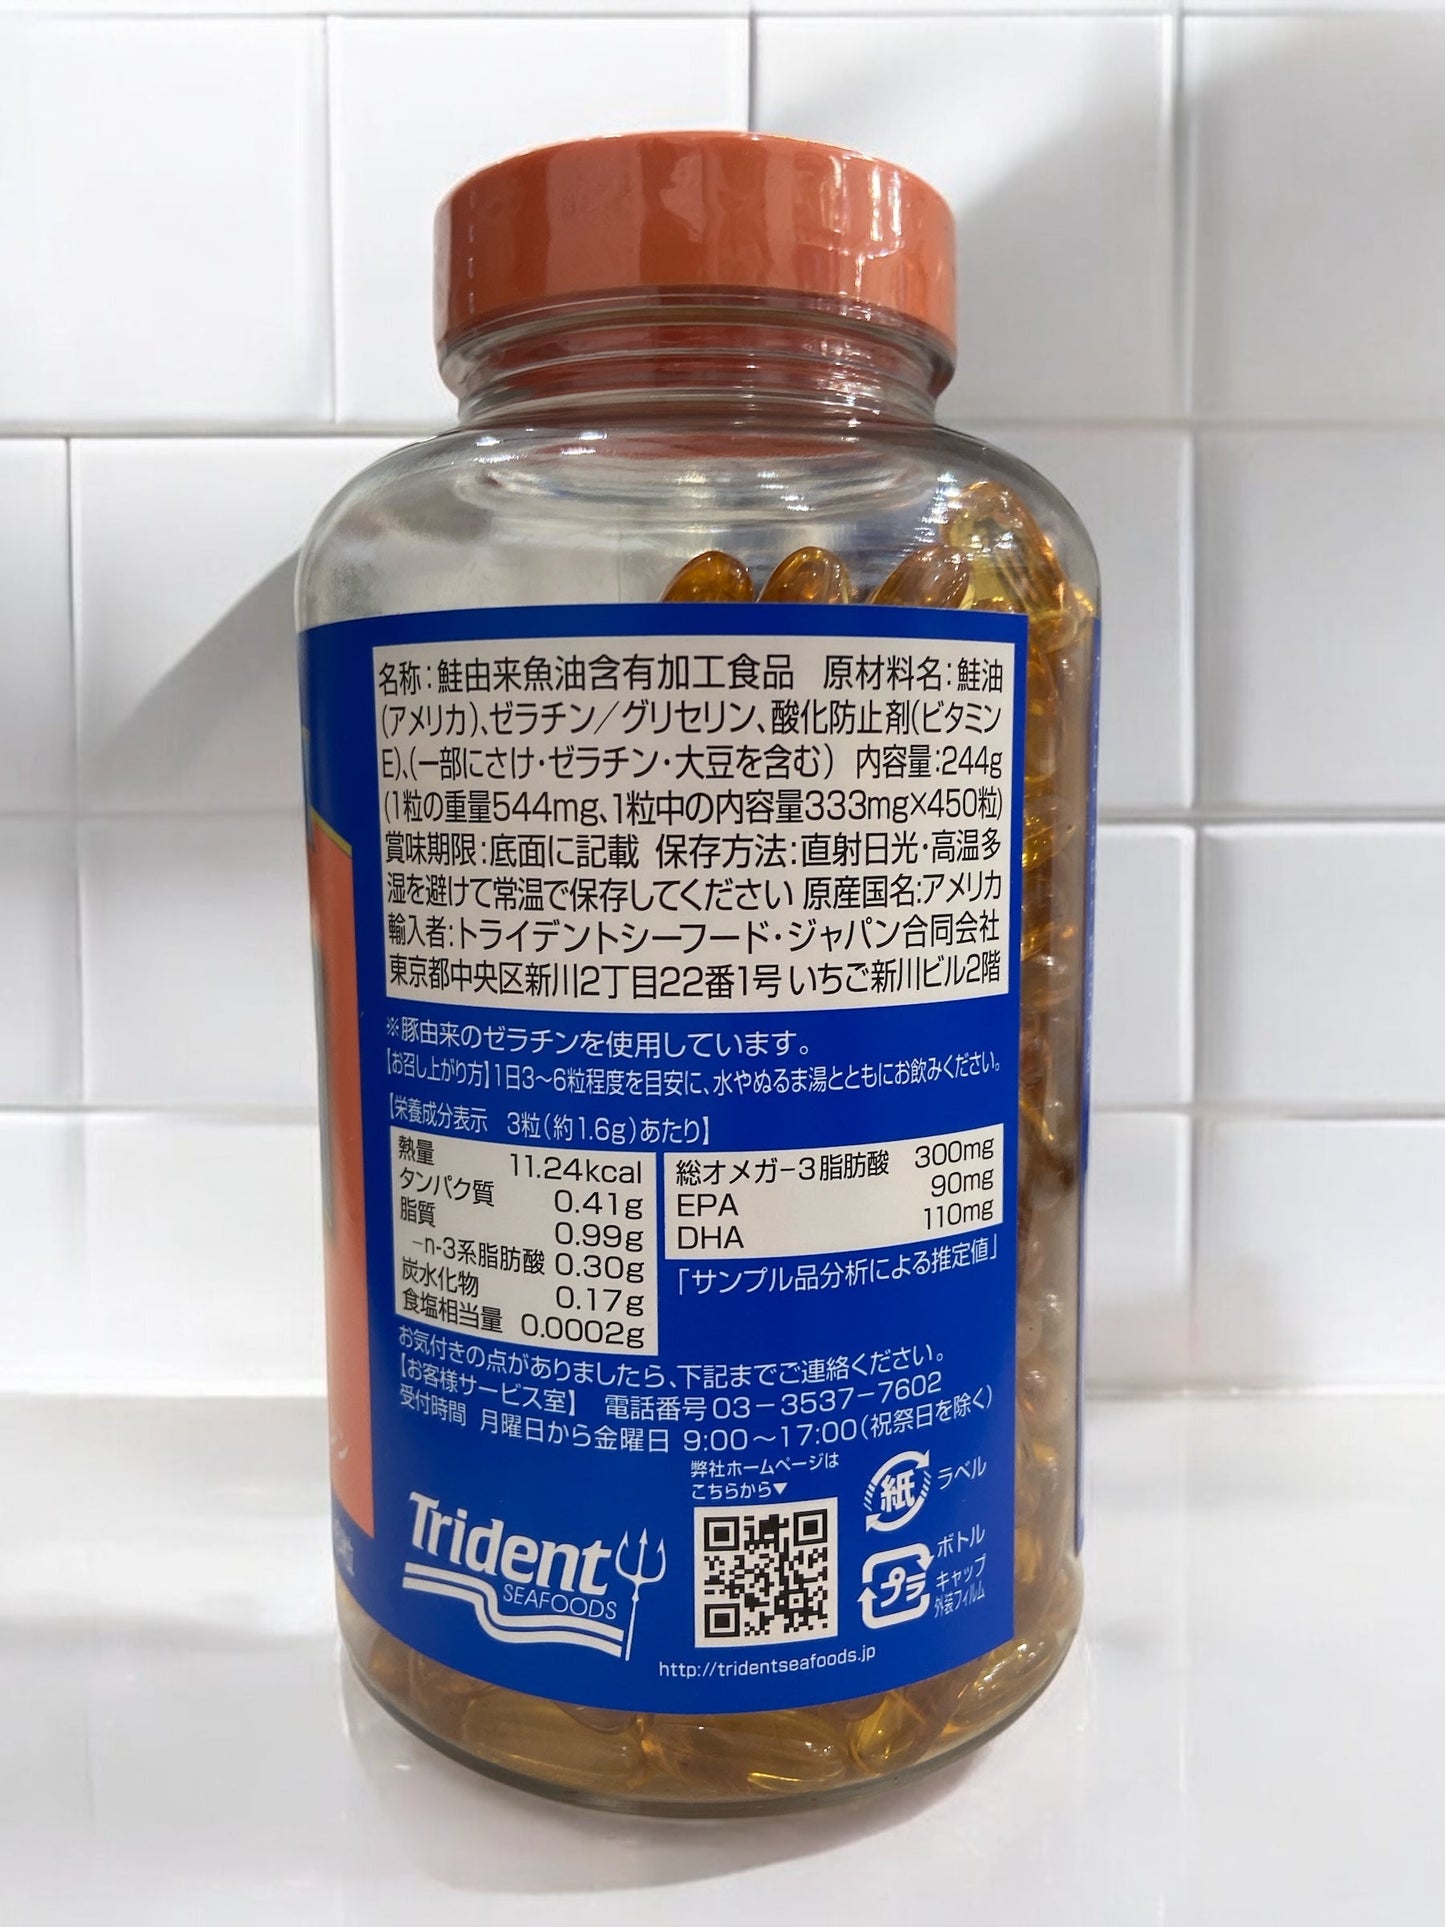 名称:鮭由来魚油含有加工食品 原材料名:鮭油
(アメリカ)、ゼラチン/グリセリン、酸化防止剤(ビタミン
E)、(一部にさけ・ゼラチン・大豆を含む) 内容量:244g
(1粒の重量544mg、1粒中の内容量333mg×450粒)
賞味期限:底面に記載 保存方法:直射日光・高温多
湿を避けて常温で保存してください 原産国名:アメリカ
輸入者:トライデントシーフード・ジャパン合同会社
東京都中央区新川2丁目22番1号 いちご新川ビル2階
※豚由来のゼラチンを使用しています。
【お召し上がり方】1日3〜6粒程度を目安に、水やぬるま湯とともにお飲みください。
【栄養成分表示 3粒(約1.6g)あたり】
熱量 11.24kcal
タンパク質 0.41g
脂質 0.99g
-n-3系脂肪酸 0.30g
炭水化物 0.17g
食塩相当量 0.0002g
総オメガ-3脂肪酸 300mg
EPA 90mg
DHA 110mg
「サンプル品分析による推定値」
お気付きの点がありましたら、下記までご連絡ください。
【お客様サービス室】 電話番号03-3537-7602
受付時間 月曜日から金曜日 9:00〜17:00(祝祭日を除く)
弊社ホームページは
こちらから▼
Trident
SEAFOODS
http://tridentseafoods.jp
紙 ラベル
プラ ボトル
キャップ
外装フィルム